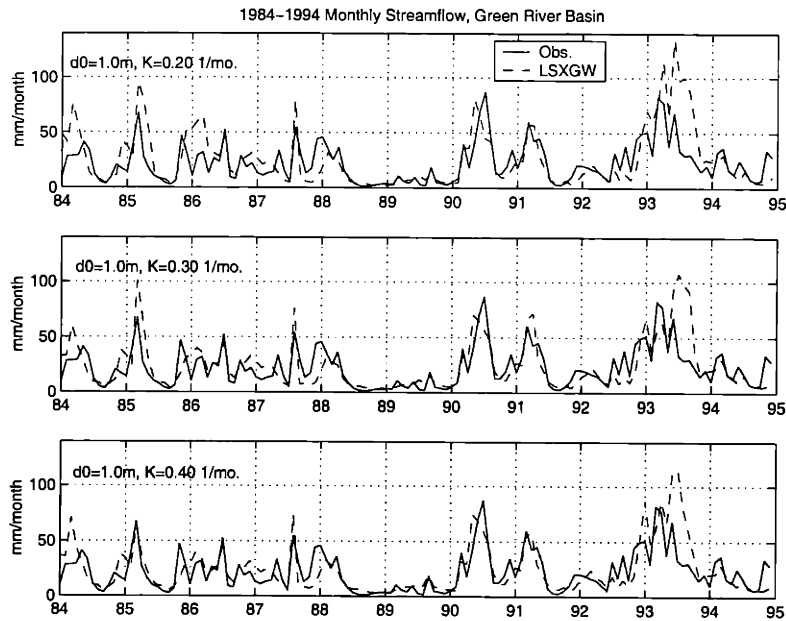 1984-1994 Monthly Streamflow, Green River Basin
Obs.
LSXGW
d0=1.0m, K=0.20 1/mo.
mm/month
100
50
0
84 85 86 87 88 89 90 91 92 93 94 95
d0=1.0m, K=0.30 1/mo.
mm/month
100
50
0
84 85 86 87 88 89 90 91 92 93 94 95
d0=1.0m, K=0.40 1/mo.
mm/month
100
50
0
84 85 86 87 88 89 90 91 92 93 94 95